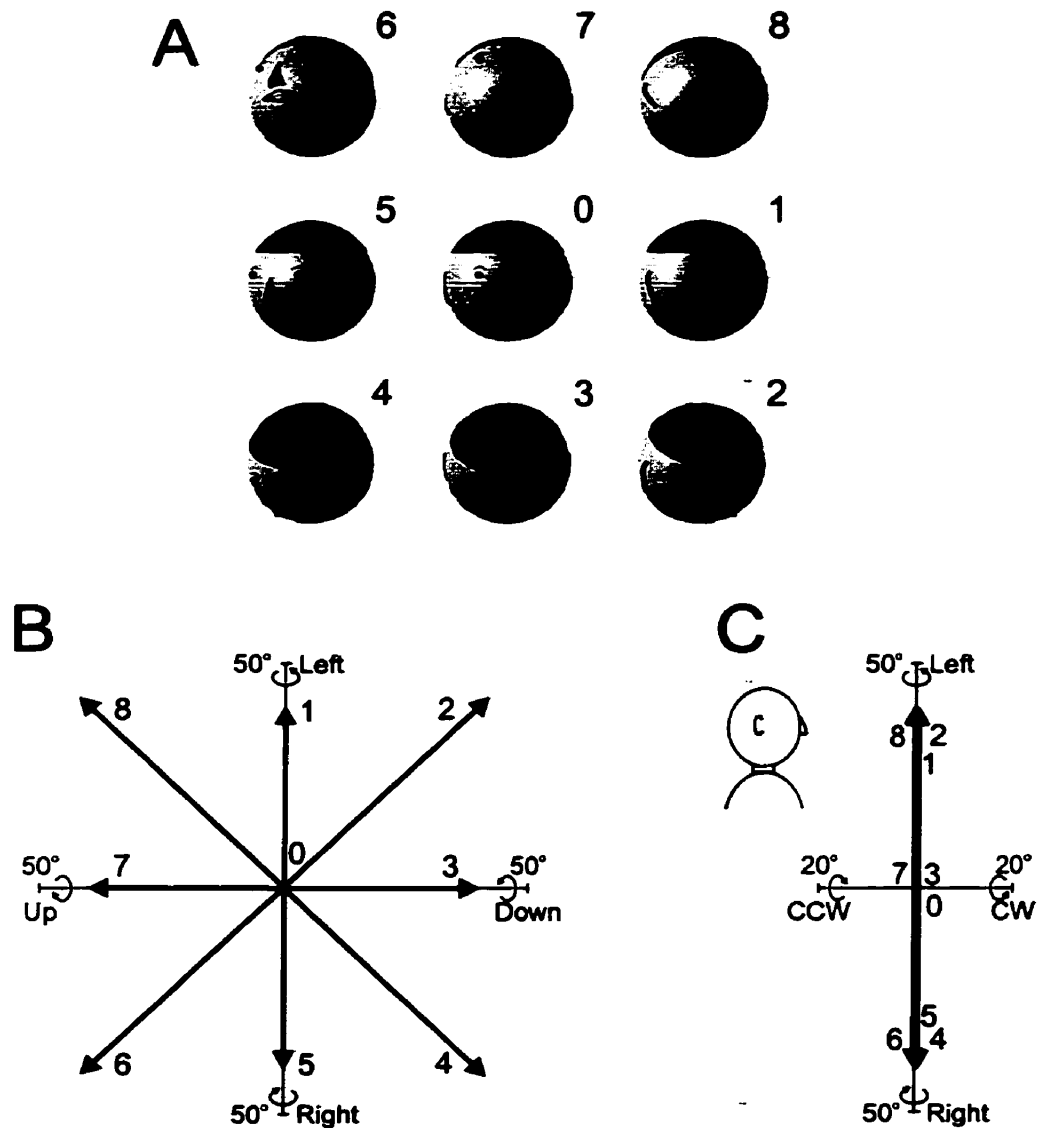 A
6 7 8
5 0 1
4 3 2
B
50° Left
8 1 2
0
50° 7 3 50°
Up Down
6 5 4
50° Right
C
50° Left
8 2
1
20° 7 3 20°
CCW 0 CW
5
6 4
50° Right